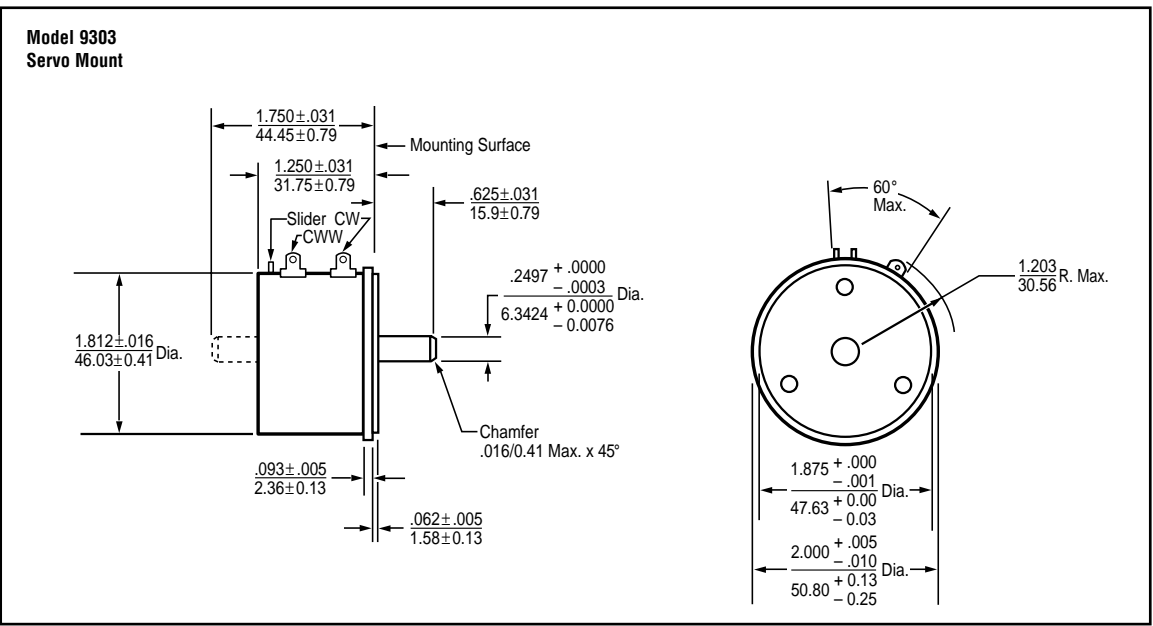 Model 9303
Servo Mount
1.750±.031
44.45±0.79
Mounting Surface
1.250±.031
31.75±0.79
.625±.031
15.9±0.79
Slider CW
CWW
.2497 + .0000
– .0003
Dia.
6.3424 + 0.0000
– 0.0076
1.812±.016
46.03±0.41
Dia.
Chamfer
.016/0.41 Max. x 45°
.093±.005
2.36±0.13
.062±.005
1.58±0.13
60°
Max.
1.203
30.56
R. Max.
1.875 + .000
– .001
Dia.
47.63 + 0.00
– 0.03
2.000 + .005
– .010
Dia.
50.80 + 0.13
– 0.25